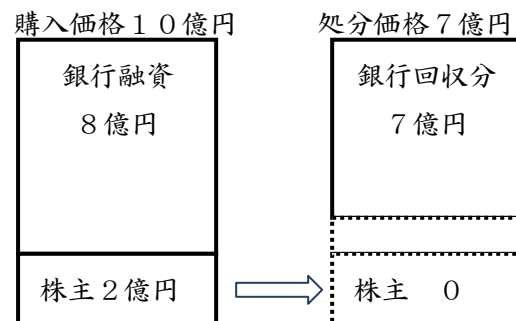 購入価格１０億円
銀行融資
８億円
株主２億円
処分価格７億円
銀行回収分
７億円
株主　０